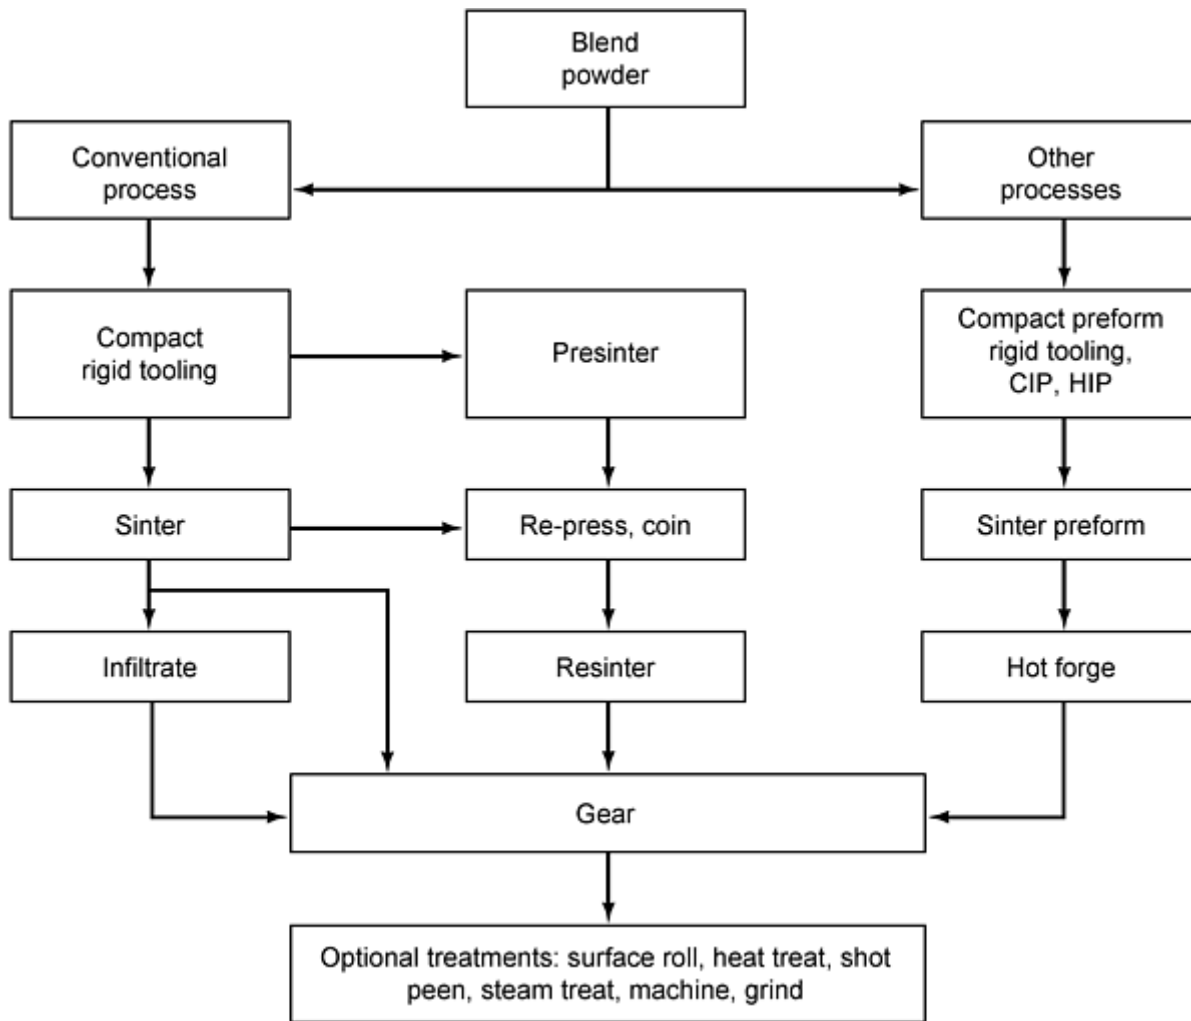 Blend
powder
Conventional
process
Other
processes
Compact
rigid tooling
Presinter
Compact preform
rigid tooling,
CIP, HIP
Sinter
Re-press, coin
Sinter preform
Infiltrate
Resinter
Hot forge
Gear
Optional treatments: surface roll, heat treat, shot
peen, steam treat, machine, grind